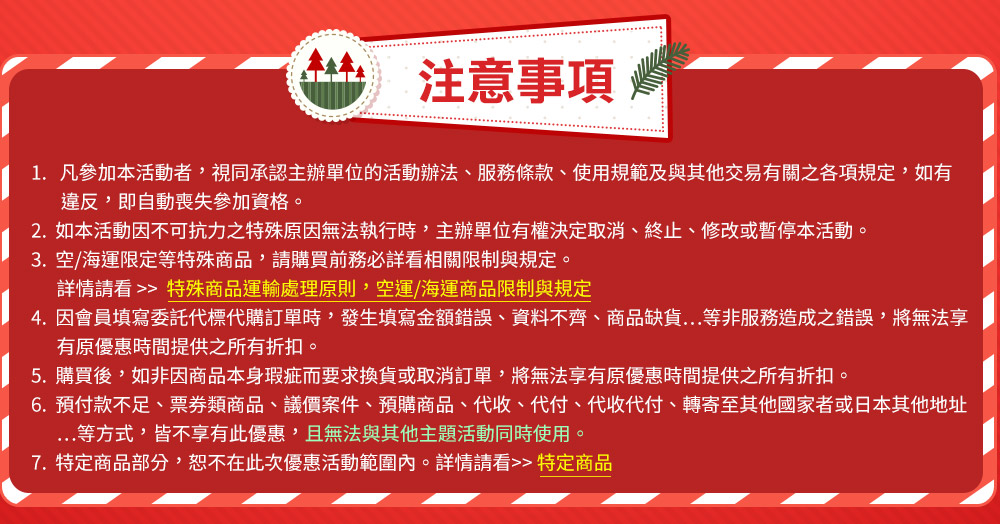 注意事項
1. 凡參加本活動者，視同承認主辦單位的活動辦法、服務條款、使用規範及與其他交易有關之各項規定，如有
違反，即自動喪失參加資格。
2. 如本活動因不可抗力之特殊原因無法執行時，主辦單位有權決定取消、終止、修改或暫停本活動。
3. 空/海運限定等特殊商品，請購買前務必詳看相關限制與規定。
詳情請看 >> 特殊商品運輸處理原則，空運/海運商品限制與規定
4. 因會員填寫委託代標代購訂單時，發生填寫金額錯誤、資料不齊、商品缺貨…等非服務造成之錯誤，將無法享
有原優惠時間提供之所有折扣。
5. 購買後，如非因商品本身瑕疵而要求換貨或取消訂單，將無法享有原優惠時間提供之所有折扣。
6. 預付款不足、票券類商品、議價案件、預購商品、代收、代付、代收代付、轉寄至其他國家者或日本其他地址
…等方式，皆不享有此優惠，且無法與其他主題活動同時使用。
7. 特定商品部分，恕不在此次優惠活動範圍內。詳情請看>> 特定商品